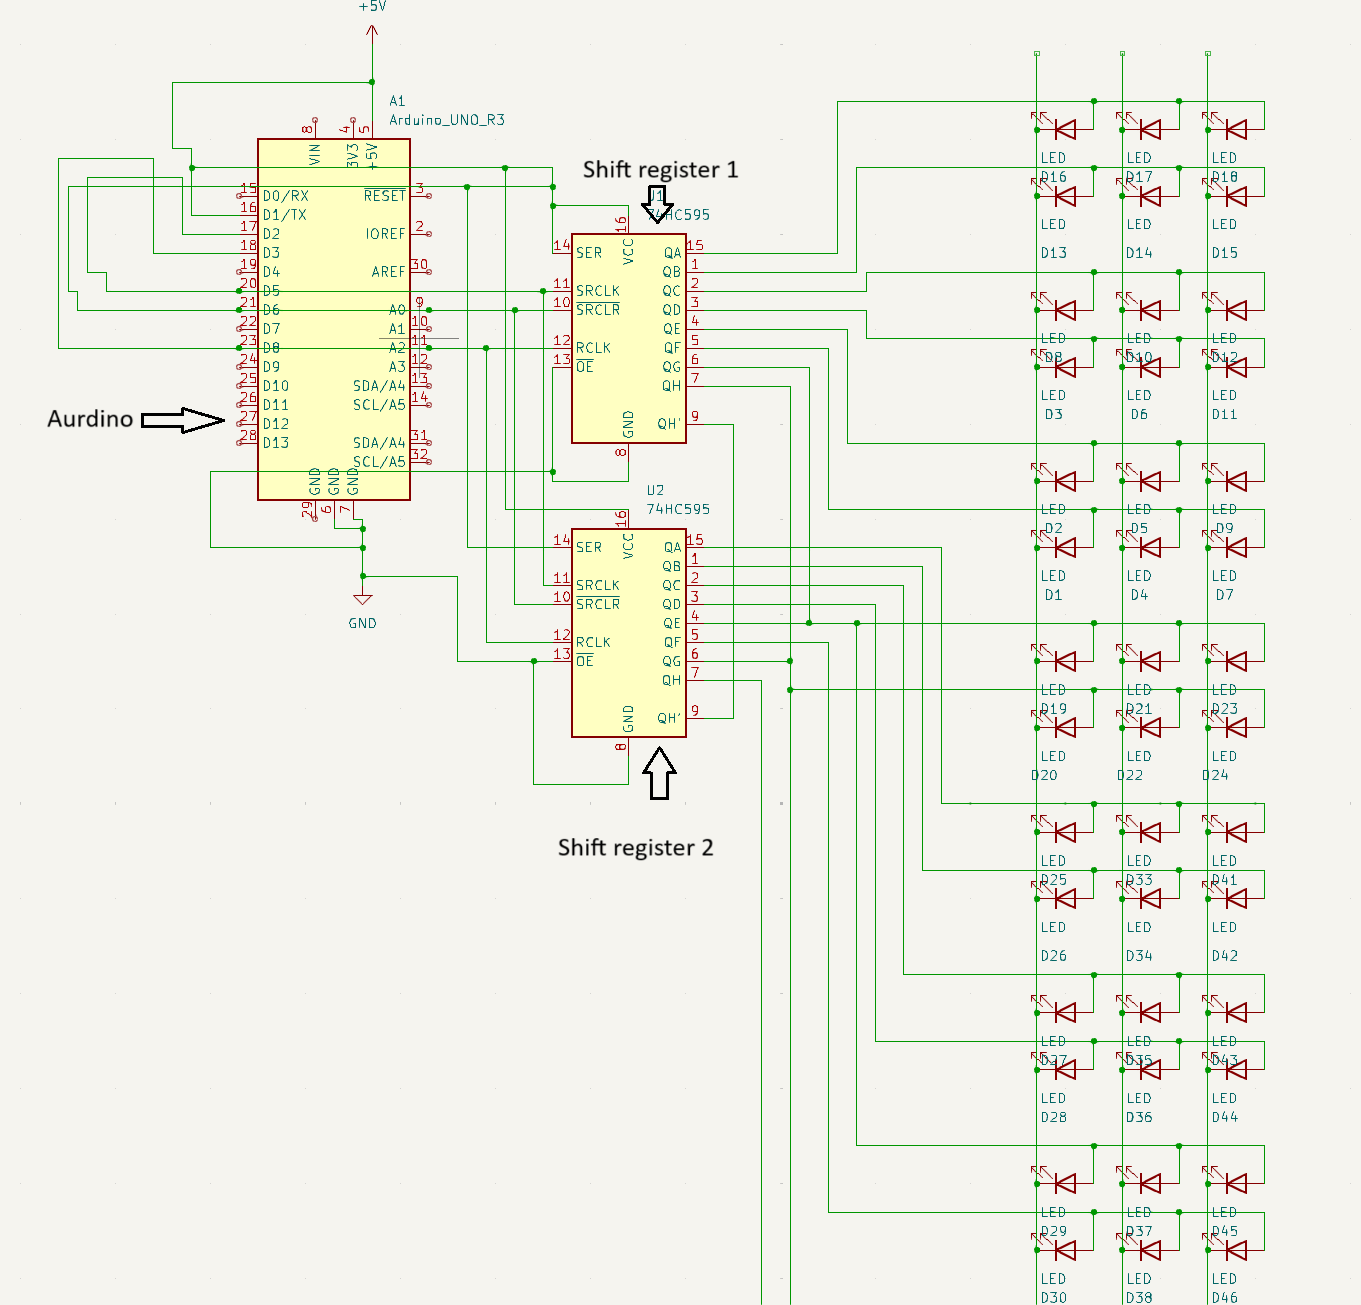 +5V
A1
Arduino_UNO_R3
8
4
5
VIN
3V3
+5V
15 D0/RX
RESET 3
16 D1/TX
17 D2
IOREF 2
18 D3
19 D4
AREF 30
20 D5
21 D6
A0 9
22 D7
A1 10
23 D8
A2 11
24 D9
A3 12
25 D10
SDA/A4 13
26 D11
SCL/A5 14
27 D12
28 D13
SDA/A4 31
SCL/A5 32
GND
GND
GND
29
6
7
GND
Aurdino
Shift register 1
U1
74HC595
16
VCC
14 SER
QA 15
QB 1
11 SRCLK
QC 2
10 SRCLR
QD 3
QE 4
12 RCLK
QF 5
13 OE
QG 6
QH 7
QH' 9
GND
8
U2
74HC595
16
VCC
14 SER
QA 15
QB 1
11 SRCLK
QC 2
10 SRCLR
QD 3
QE 4
12 RCLK
QF 5
13 OE
QG 6
QH 7
QH' 9
GND
8
Shift register 2
LED LED LED
D16 D17 D18
LED LED LED
D13 D14 D15
LED LED LED
D8 D10 D12
LED LED LED
D3 D6 D11
LED LED LED
D2 D5 D9
LED LED LED
D1 D4 D7
LED LED LED
D19 D21 D23
LED LED LED
D20 D22 D24
LED LED LED
D25 D33 D41
LED LED LED
D26 D34 D42
LED LED LED
D27 D35 D43
LED LED LED
D28 D36 D44
LED LED LED
D29 D37 D45
LED LED LED
D30 D38 D46